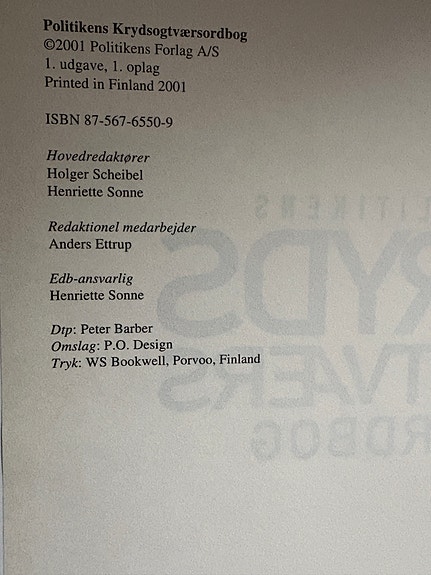 Politikens Krydsogtværsordbog
©2001 Politikens Forlag A/S
1. udgave, 1. oplag
Printed in Finland 2001
ISBN 87-567-6550-9
Hovedredaktører
Holger Scheibel
Henriette Sonne
Redaktionel medarbejder
Anders Ettrup
Edb-ansvarlig
Henriette Sonne
Dtp: Peter Barber
Omslag: P.O. Design
Tryk: WS Bookwell, Porvoo, Finland